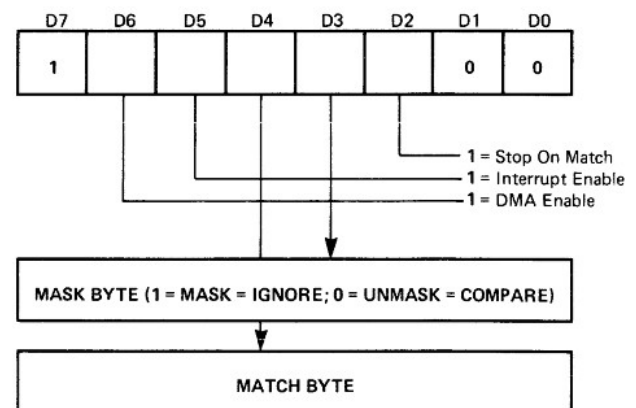 D7 D6 D5 D4 D3 D2 D1 D0
1 0 0
1 = Stop On Match
1 = Interrupt Enable
1 = DMA Enable
MASK BYTE (1 = MASK = IGNORE; 0 = UNMASK = COMPARE)
MATCH BYTE